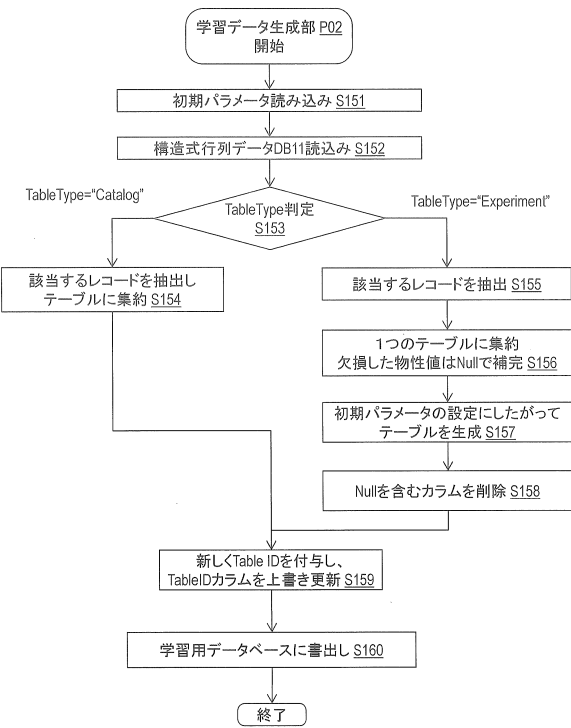 学習データ生成部 P02
開始
初期パラメータ読み込み S151
構造式行列データDB11読込み S152
TableType=“Catalog”
TableType=“Experiment”
TableType判定
S153
該当するレコードを抽出し
テーブルに集約 S154
該当するレコードを抽出 S155
1つのテーブルに集約
欠損した物性値はNullで補完 S156
初期パラメータの設定にしたがって
テーブルを生成 S157
Nullを含むカラムを削除 S158
新しくTable IDを付与し、
TableIDカラムを上書き更新 S159
学習用データベースに書出し S160
終了